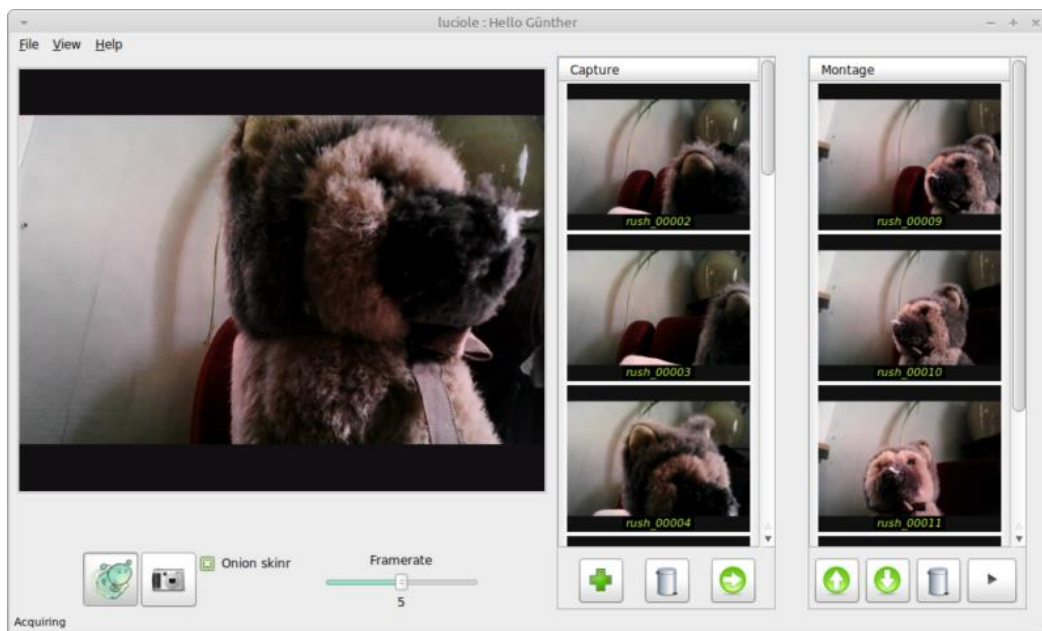 luciole : Hello Günther
File View Help
Capture
rush_00002
rush_00003
rush_00004
Montage
rush_00009
rush_00010
rush_00011
Onion skinr
Framerate
5
Acquiring